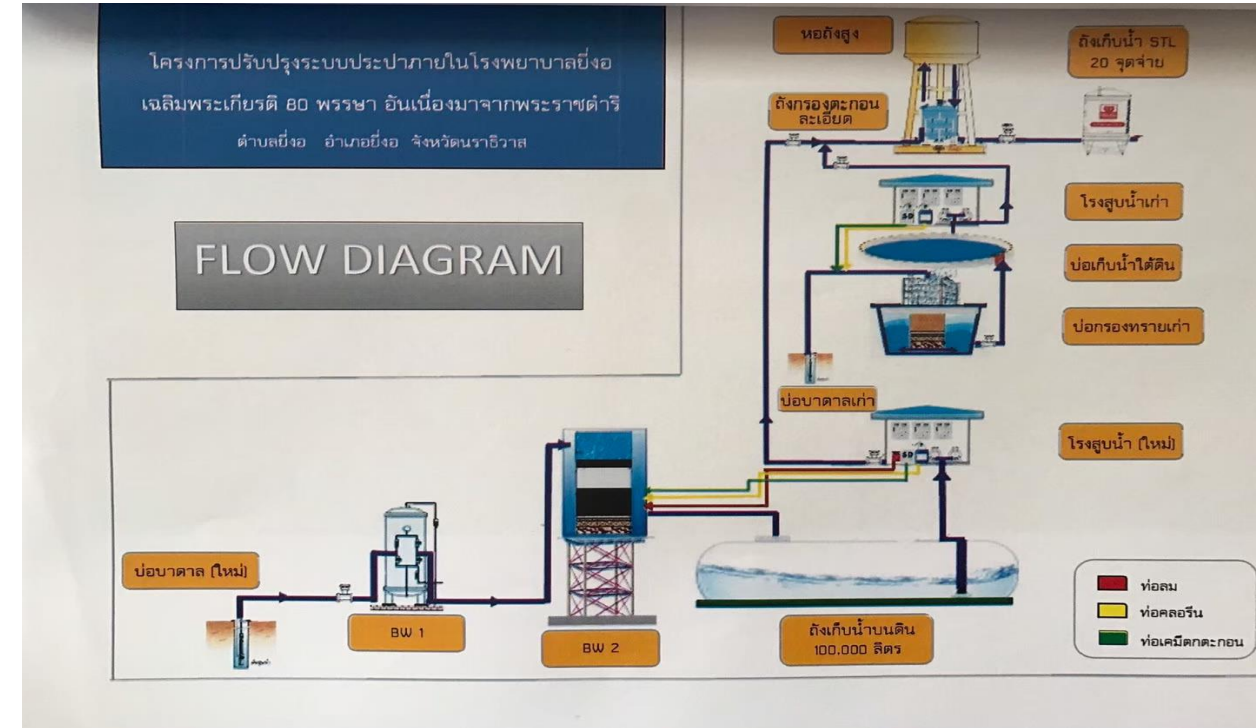 โครงการปรับปรุงระบบประปาภายในโรงพยาบาลยี่งอ
เฉลิมพระเกียรติ 80 พรรษา อันเนื่องมาจากพระราชดำริ
ตำบลยี่งอ อำเภอยี่งอ จังหวัดนราธิวาส
FLOW DIAGRAM
หอถังสูง
ถังเก็บน้ำ STL
20 จุดจ่าย
ถังกรองตะกอน
ละเอียด
โรงสูบน้ำเก่า
บ่อเก็บน้ำใต้ดิน
บ่อกรองทรายเก่า
บ่อบาดาลเก่า
โรงสูบน้ำ (ใหม่)
บ่อบาดาล (ใหม่)
BW 1
BW 2
ถังเก็บน้ำบนดิน
100.000 ลิตร
ท่อลม
ท่อคลอรีน
ท่อเคมีตกตะกอน